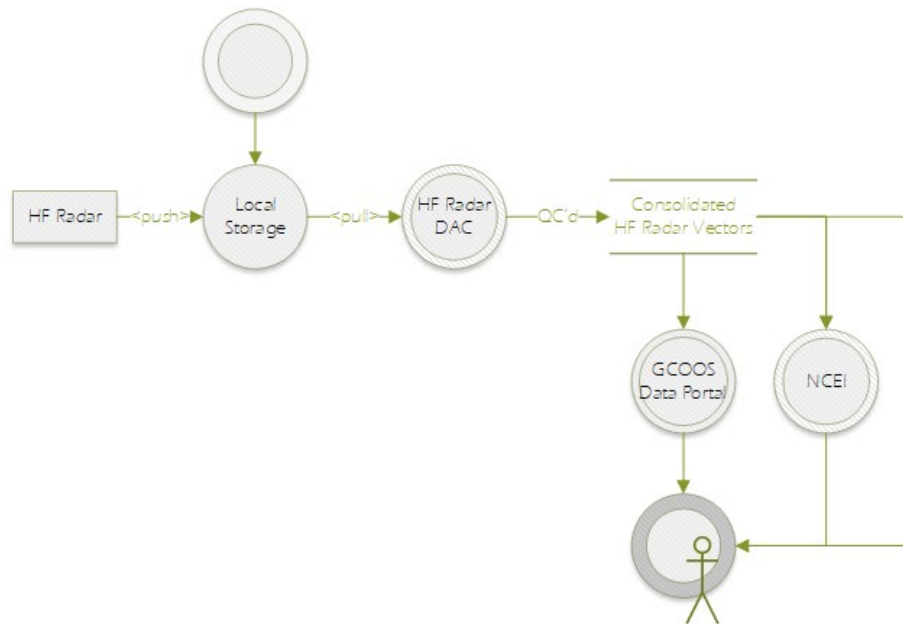 HF Radar
<push>
Local
Storage
<pull>
HF Radar
DAC
QC'd
Consolidated
HF Radar Vectors
GCOOS
Data Portal
NCEI